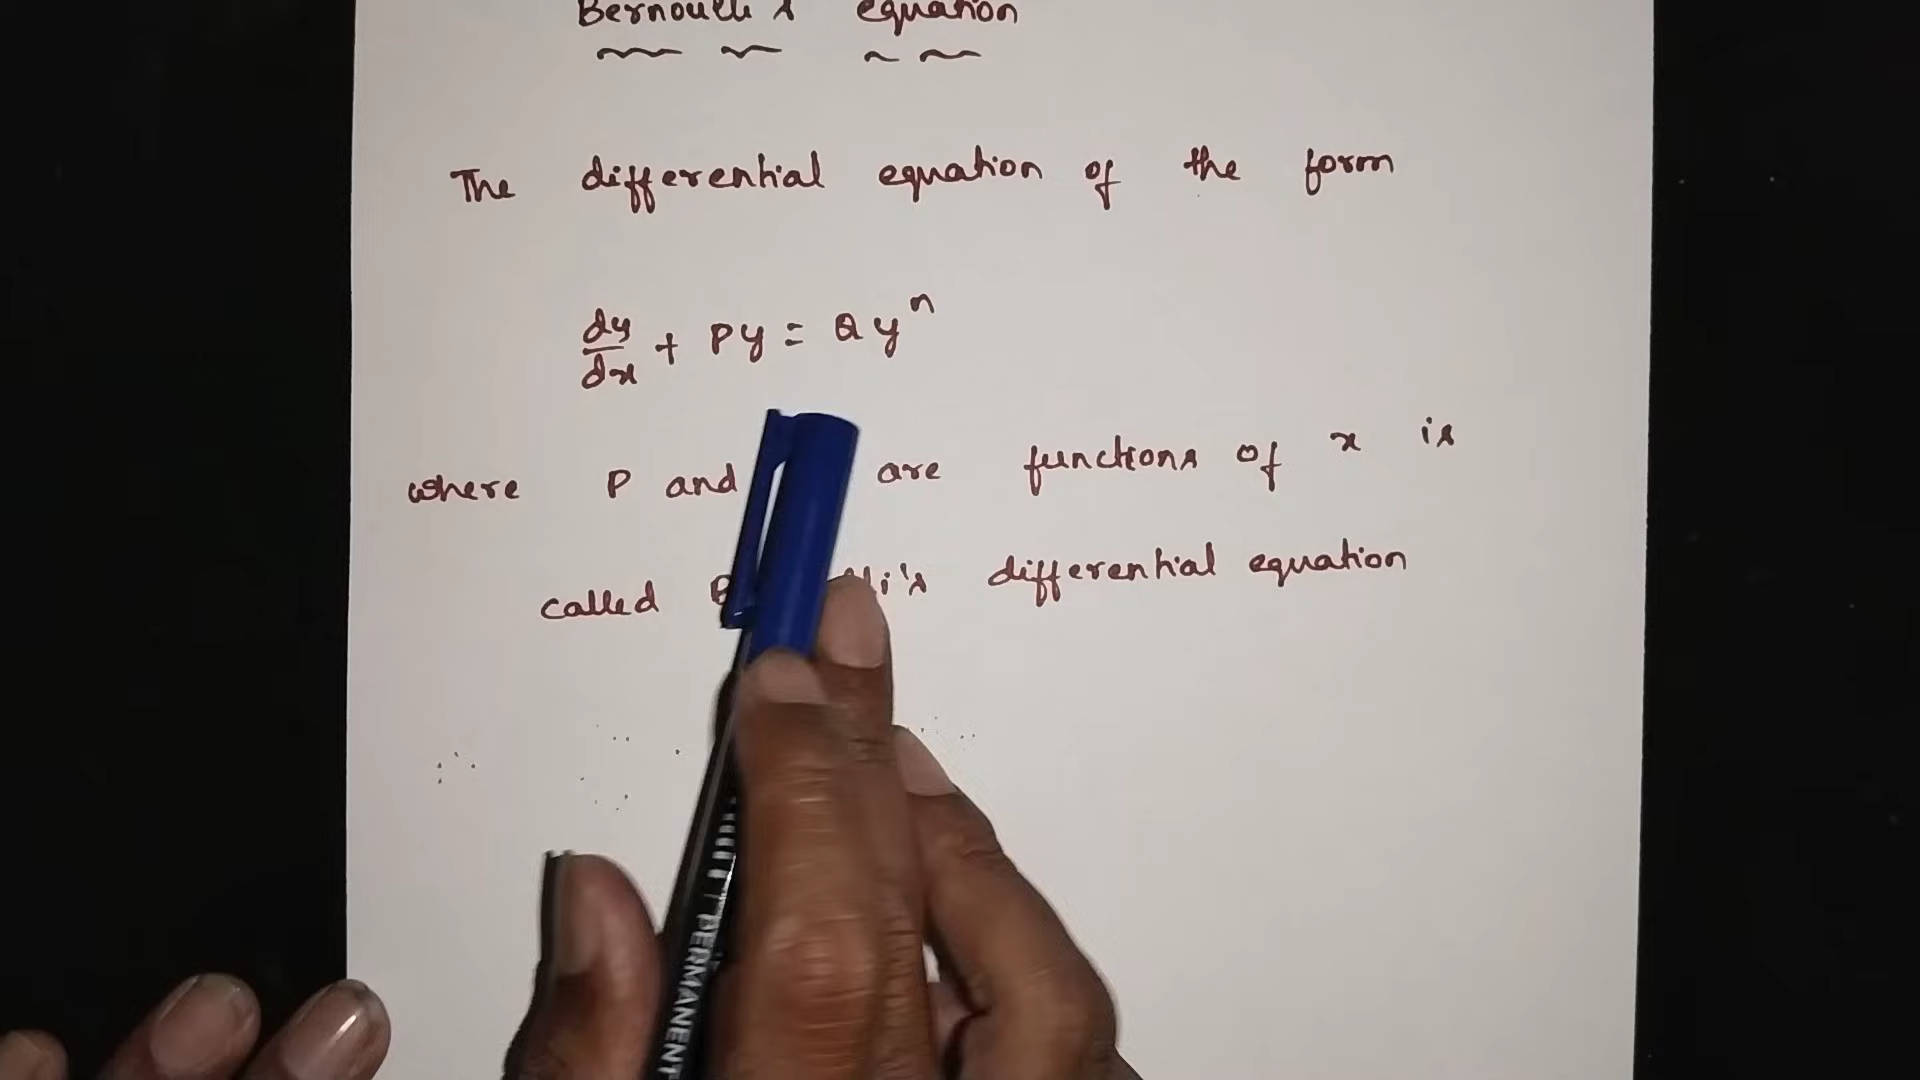 Bernoulli's equation
The differential equation of the form
dy/dx + Py = Qy^n
where P and are functions of x is
called differential equation
PERMANENT